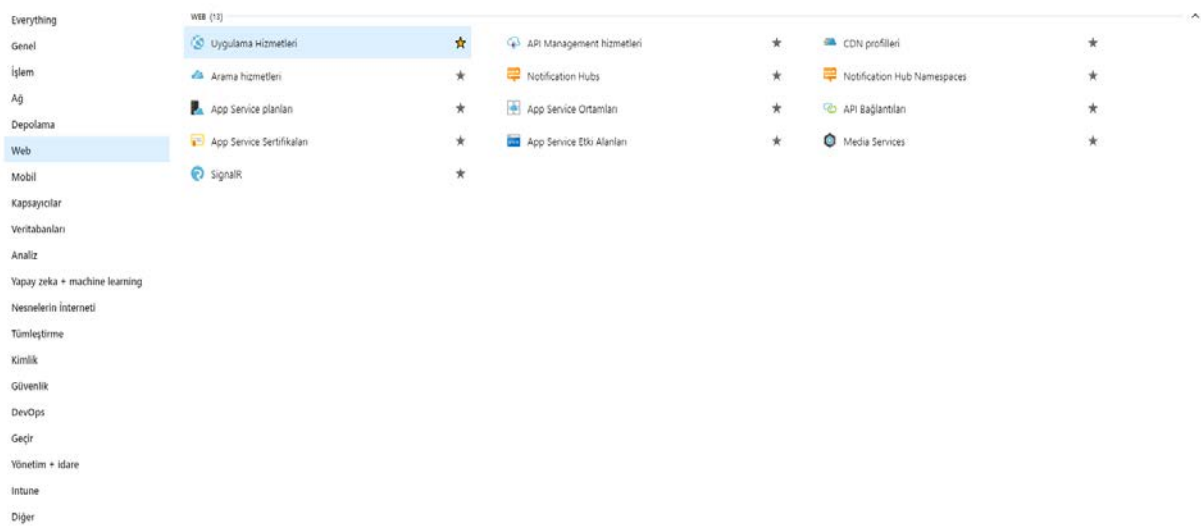 Everything
Genel
İşlem
Ağ
Depolama
Web
Mobil
Kapsayıcılar
Veritabanları
Analiz
Yapay zeka + machine learning
Nesnelerin İnterneti
Tümleştirme
Kimlik
Güvenlik
DevOps
Geçir
Yönetim + idare
Intune
Diğer
WEB (13)
Uygulama Hizmetleri
API Management hizmetleri
CDN profilleri
Arama hizmetleri
Notification Hubs
Notification Hub Namespaces
App Service planları
App Service Ortamları
API Bağlantıları
App Service Sertifikaları
App Service Etki Alanları
Media Services
SignalR